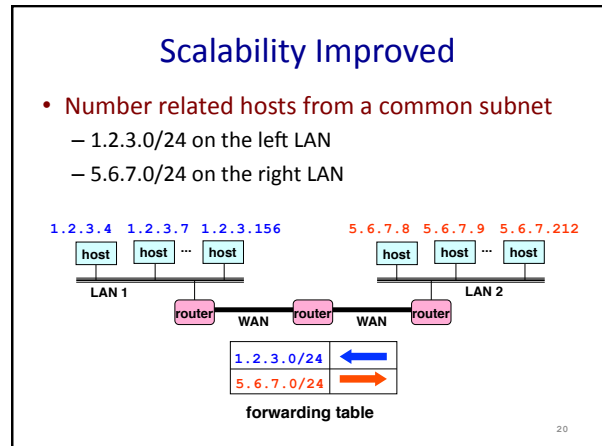 Scalability Improved
• Number related hosts from a common subnet
– 1.2.3.0/24 on the left LAN
– 5.6.7.0/24 on the right LAN
1.2.3.4 1.2.3.7 1.2.3.156 5.6.7.8 5.6.7.9 5.6.7.212
host host ... host host host ... host
LAN 1 LAN 2
router WAN router WAN router
1.2.3.0/24
5.6.7.0/24
forwarding table
20